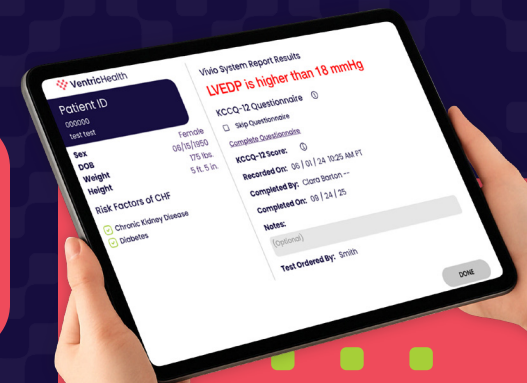 VentricHealth
Patient ID
000000
test test
Sex Female
DOB 06/15/1950
Weight 175 lbs.
Height 5 ft. 5 in.
Risk Factors of CHF
Chronic Kidney Disease
Diabetes
Vivio System Report Results
LVEDP is higher than 18 mmHg
KCCQ-12 Questionnaire
Skip Questionnaire
Complete Questionnaire
KCCQ-12 Score:
Recorded On: 06 / 01 / 24 10:25 AM PT
Completed By: Clara Barton --
Completed On: 09 / 24 / 25
Notes:
(Optional)
Test Ordered By: Smith
DONE